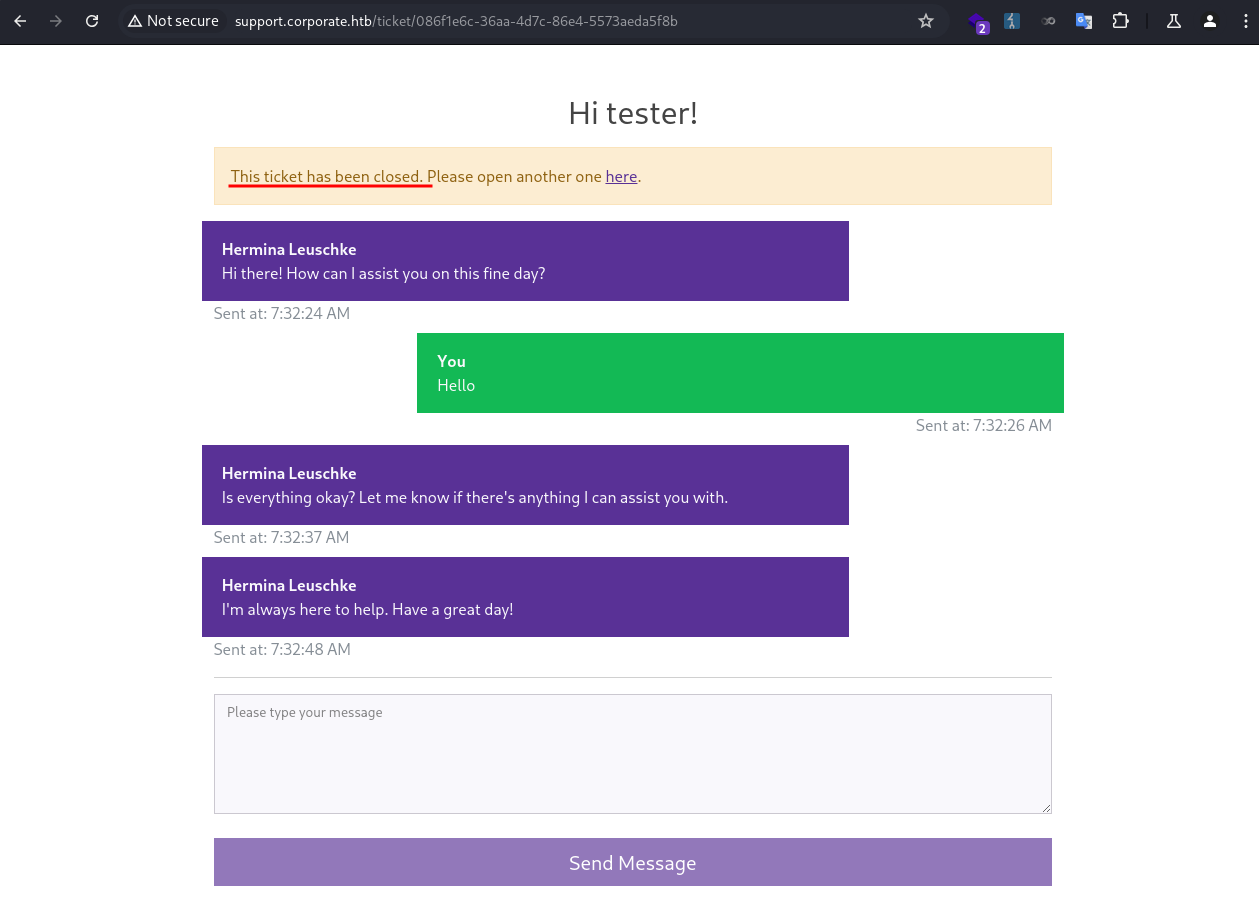 Not secure support.corporate.htb/ticket/086f1e6c-36aa-4d7c-86e4-5573aeda5f8b
2
Hi tester!
This ticket has been closed. Please open another one here.
Hermina Leuschke
Hi there! How can I assist you on this fine day?
Sent at: 7:32:24 AM
You
Hello
Sent at: 7:32:26 AM
Hermina Leuschke
Is everything okay? Let me know if there's anything I can assist you with.
Sent at: 7:32:37 AM
Hermina Leuschke
I'm always here to help. Have a great day!
Sent at: 7:32:48 AM
Please type your message
Send Message